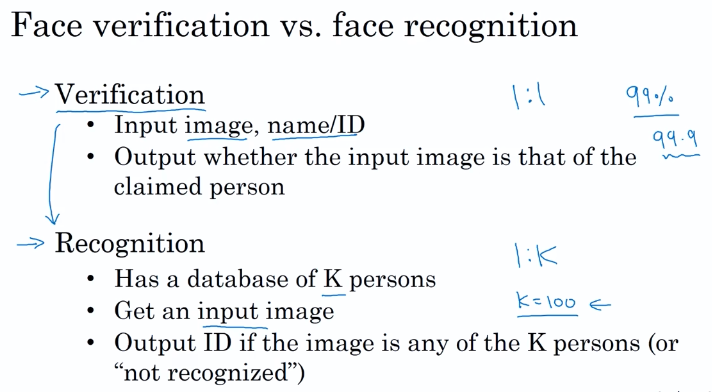 Face verification vs. face recognition
→ Verification
1:1
99%
• Input image, name/ID
99.9
• Output whether the input image is that of the
claimed person
→ Recognition
1:K
• Has a database of K persons
K=100 ←
• Get an input image
• Output ID if the image is any of the K persons (or
“not recognized”)